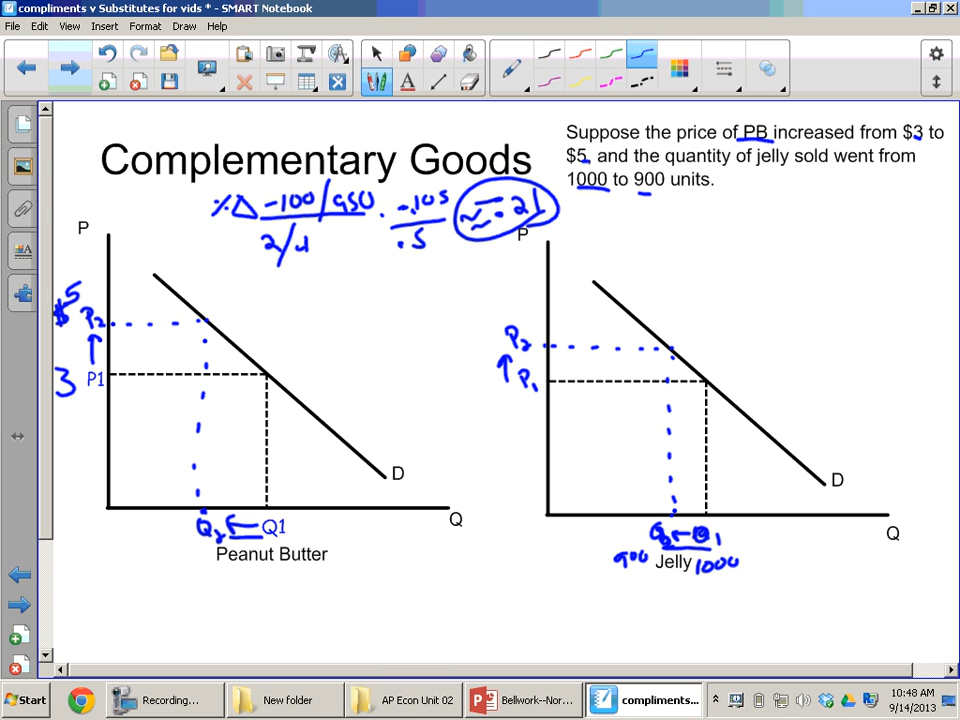 compliments v Substitutes for vids * - SMART Notebook
File Edit View Insert Format Draw Help
Suppose the price of PB increased from $3 to
$5, and the quantity of jelly sold went from
1000 to 900 units.
Complementary Goods
%Δ -100/950 -.105 ≈ -.21
2/4 .5
P
P
$5 P2
P2
3 P1
P1
D
D
Q2 ← Q1 Q
Q2 ← Q1 Q
Peanut Butter
900 Jelly 1000
Start Recording... New folder AP Econ Unit 02 Bellwork--Nor... compliments... 10:48 AM
9/14/2013